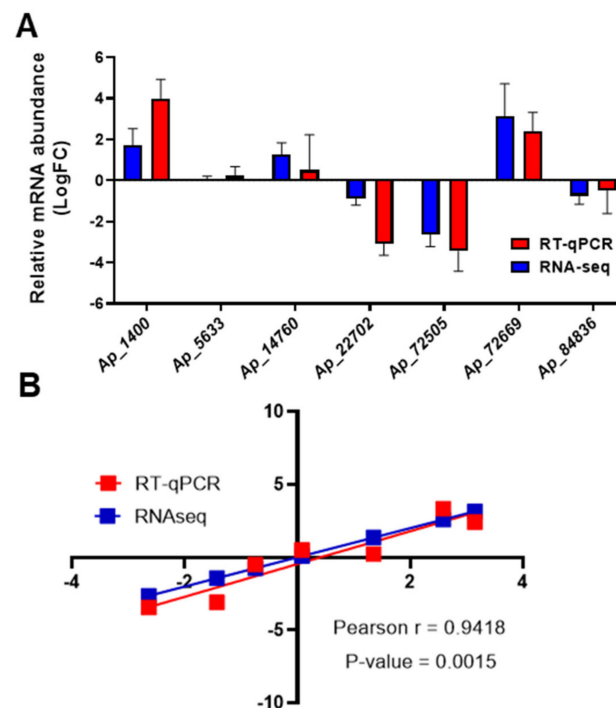 A
Relative mRNA abundance
(LogFC)
6
4
2
0
-2
-4
-6
RT-qPCR
RNA-seq
Ap_1400
Ap_5633
Ap_14760
Ap_22702
Ap_72505
Ap_72669
Ap_84836
B
10
RT-qPCR
RNAseq
5
-4
-2
2
4
Pearson r = 0.9418
-5
P-value = 0.0015
-10